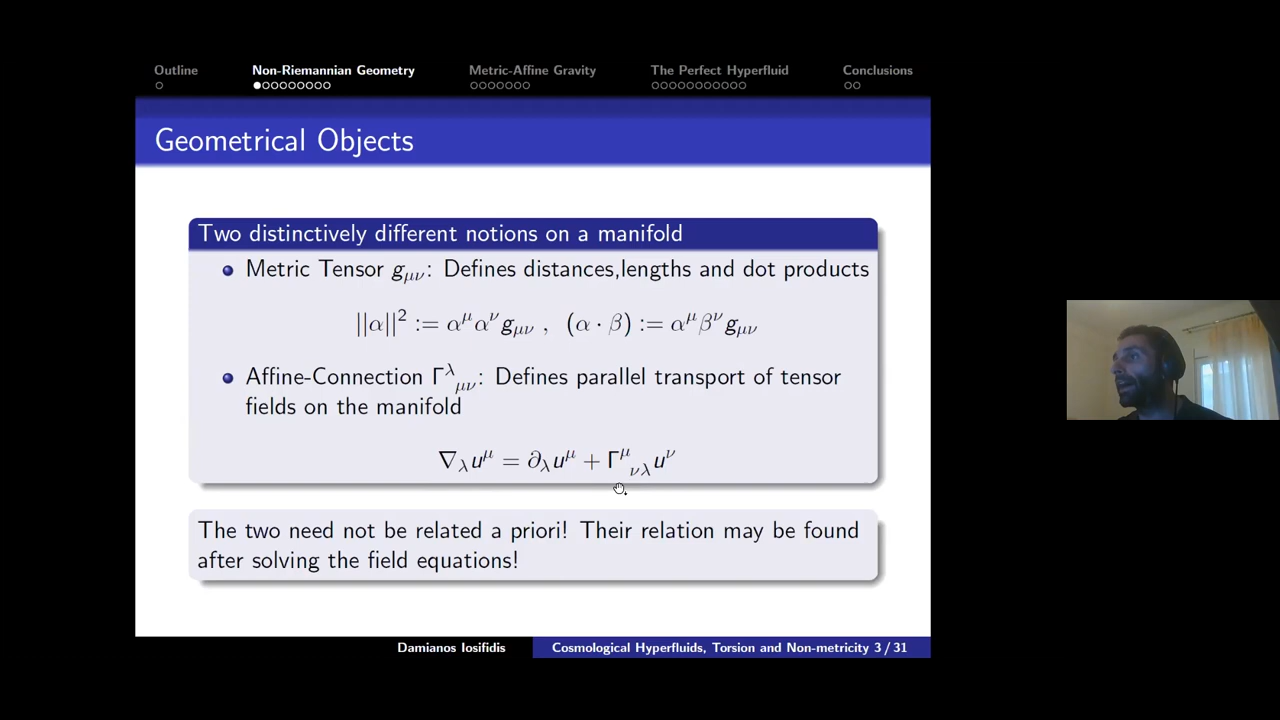 Outline Non-Riemannian Geometry Metric-Affine Gravity The Perfect Hyperfluid Conclusions
Geometrical Objects
Two distinctively different notions on a manifold
Metric Tensor g_{μν}: Defines distances,lengths and dot products
||α||² := α^μ α^ν g_{μν} , (α · β) := α^μ β^ν g_{μν}
Affine-Connection Γ^λ_{μν}: Defines parallel transport of tensor
fields on the manifold
∇_λ u^μ = ∂_λ u^μ + Γ^μ_{νλ} u^ν
The two need not be related a priori! Their relation may be found
after solving the field equations!
Damianos Iosifidis Cosmological Hyperfluids, Torsion and Non-metricity 3 / 31